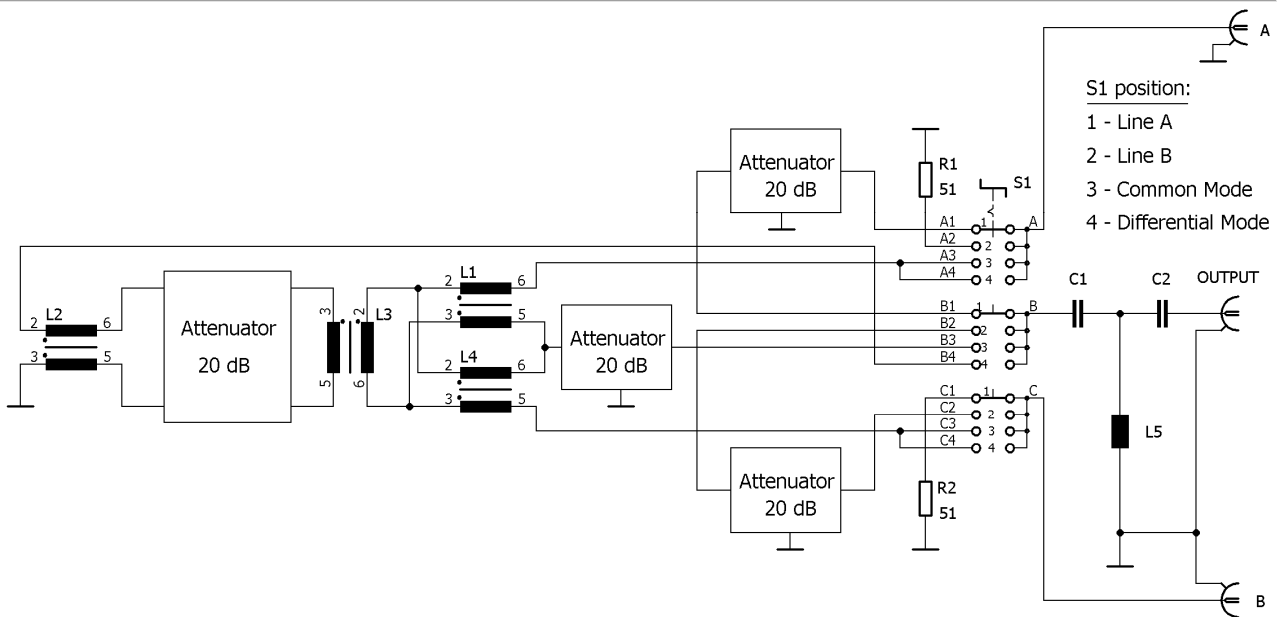 A
S1 position:
1 - Line A
2 - Line B
3 - Common Mode
4 - Differential Mode
Attenuator
20 dB
R1
51
S1
A1 1 A
A2 2
A3 3
A4 4
L2
2 6
3 5
Attenuator
20 dB
3 2
L3
5 6
L1
2 6
3 5
L4
2 6
3 5
Attenuator
20 dB
B1 1 B
B2 2
B3 3
B4 4
C1 C2 OUTPUT
C1 1 C
C2 2
C3 3
C4 4
L5
Attenuator
20 dB
R2
51
B